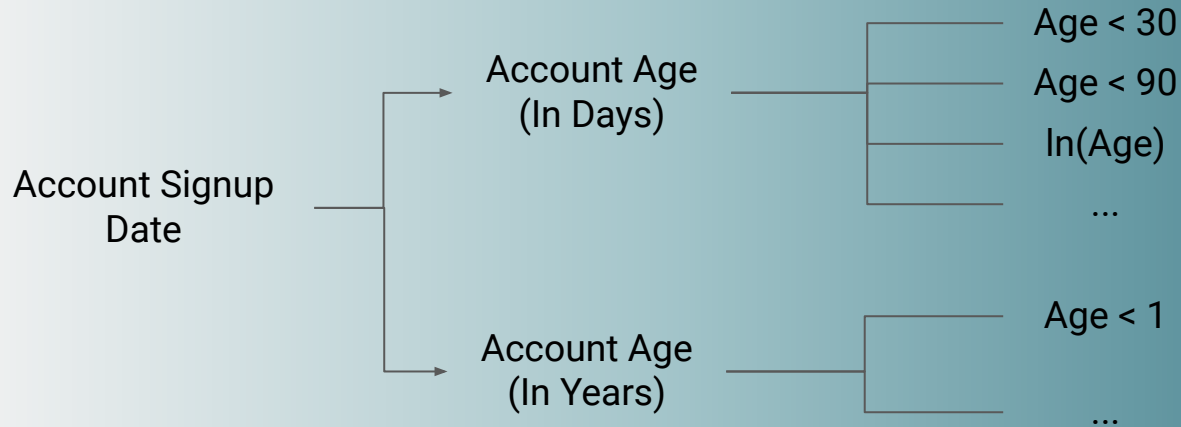 Account Signup
Date
Account Age
(In Days)
Age < 30
Age < 90
ln(Age)
...
Account Age
(In Years)
Age < 1
...